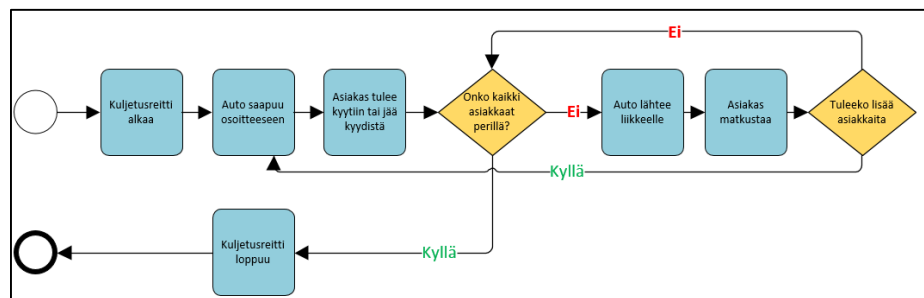 Ei
Kuljetusreitti
alkaa
Auto saapuu
osoitteeseen
Asiakas tulee
kyytiin tai jää
kyydistä
Onko kaikki
asiakkaat
perillä?
Ei
Auto lähtee
liikkeelle
Asiakas
matkustaa
Tuleeko lisää
asiakkaita
Kyllä
Kuljetusreitti
loppuu
Kyllä